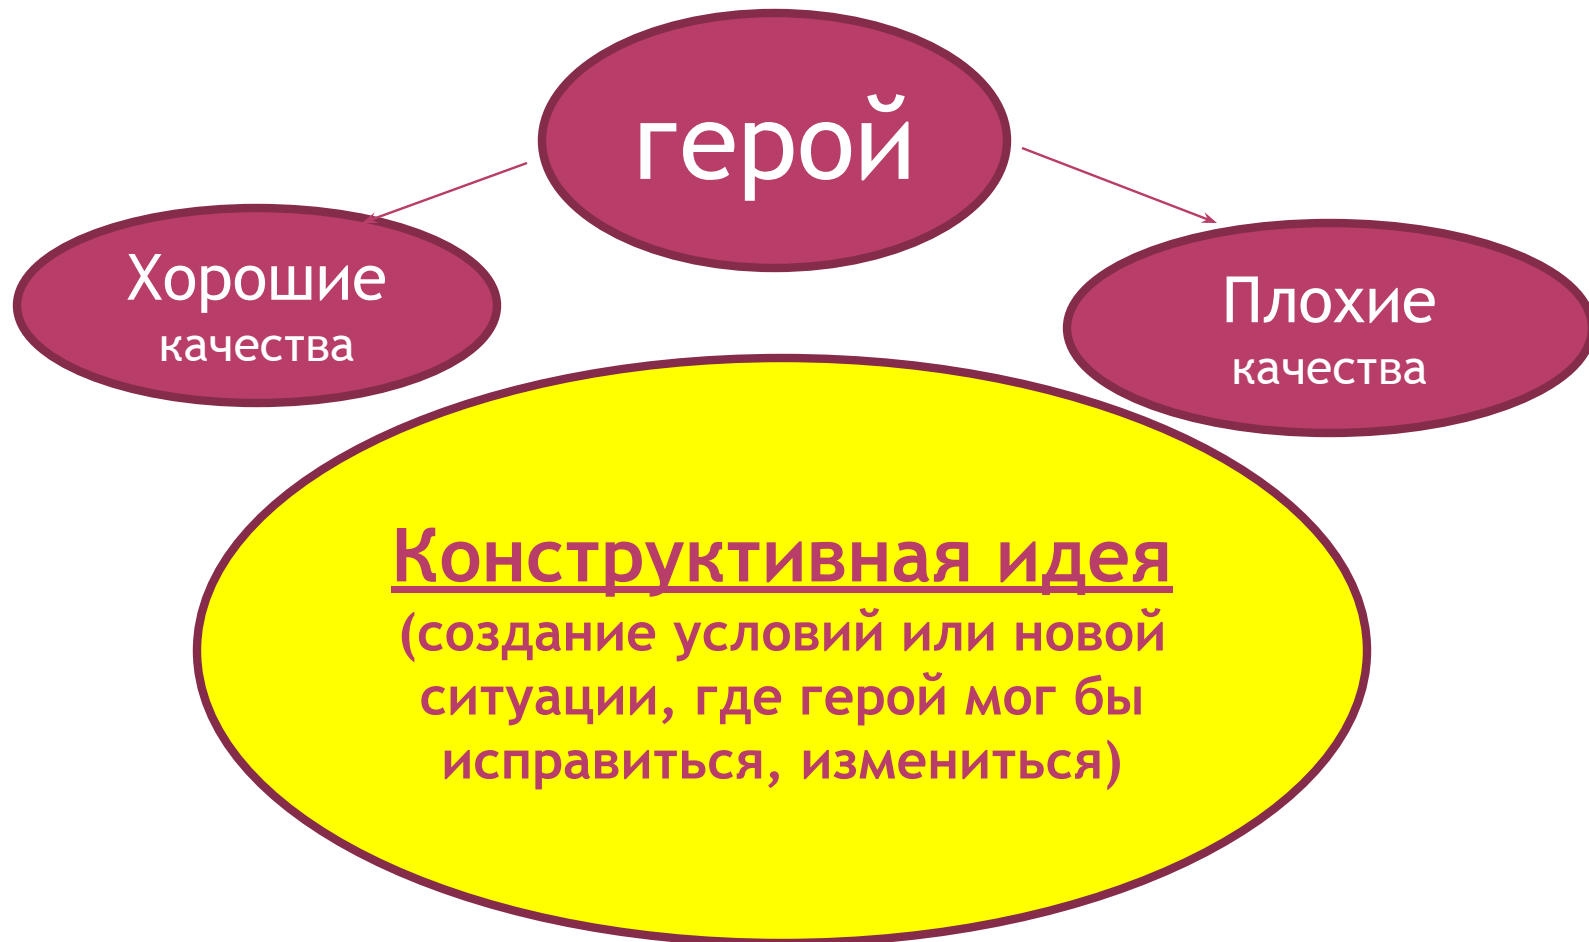 герой
Хорошие
качества
Плохие
качества
Конструктивная идея
(создание условий или новой
ситуации, где герой мог бы
исправиться, измениться)